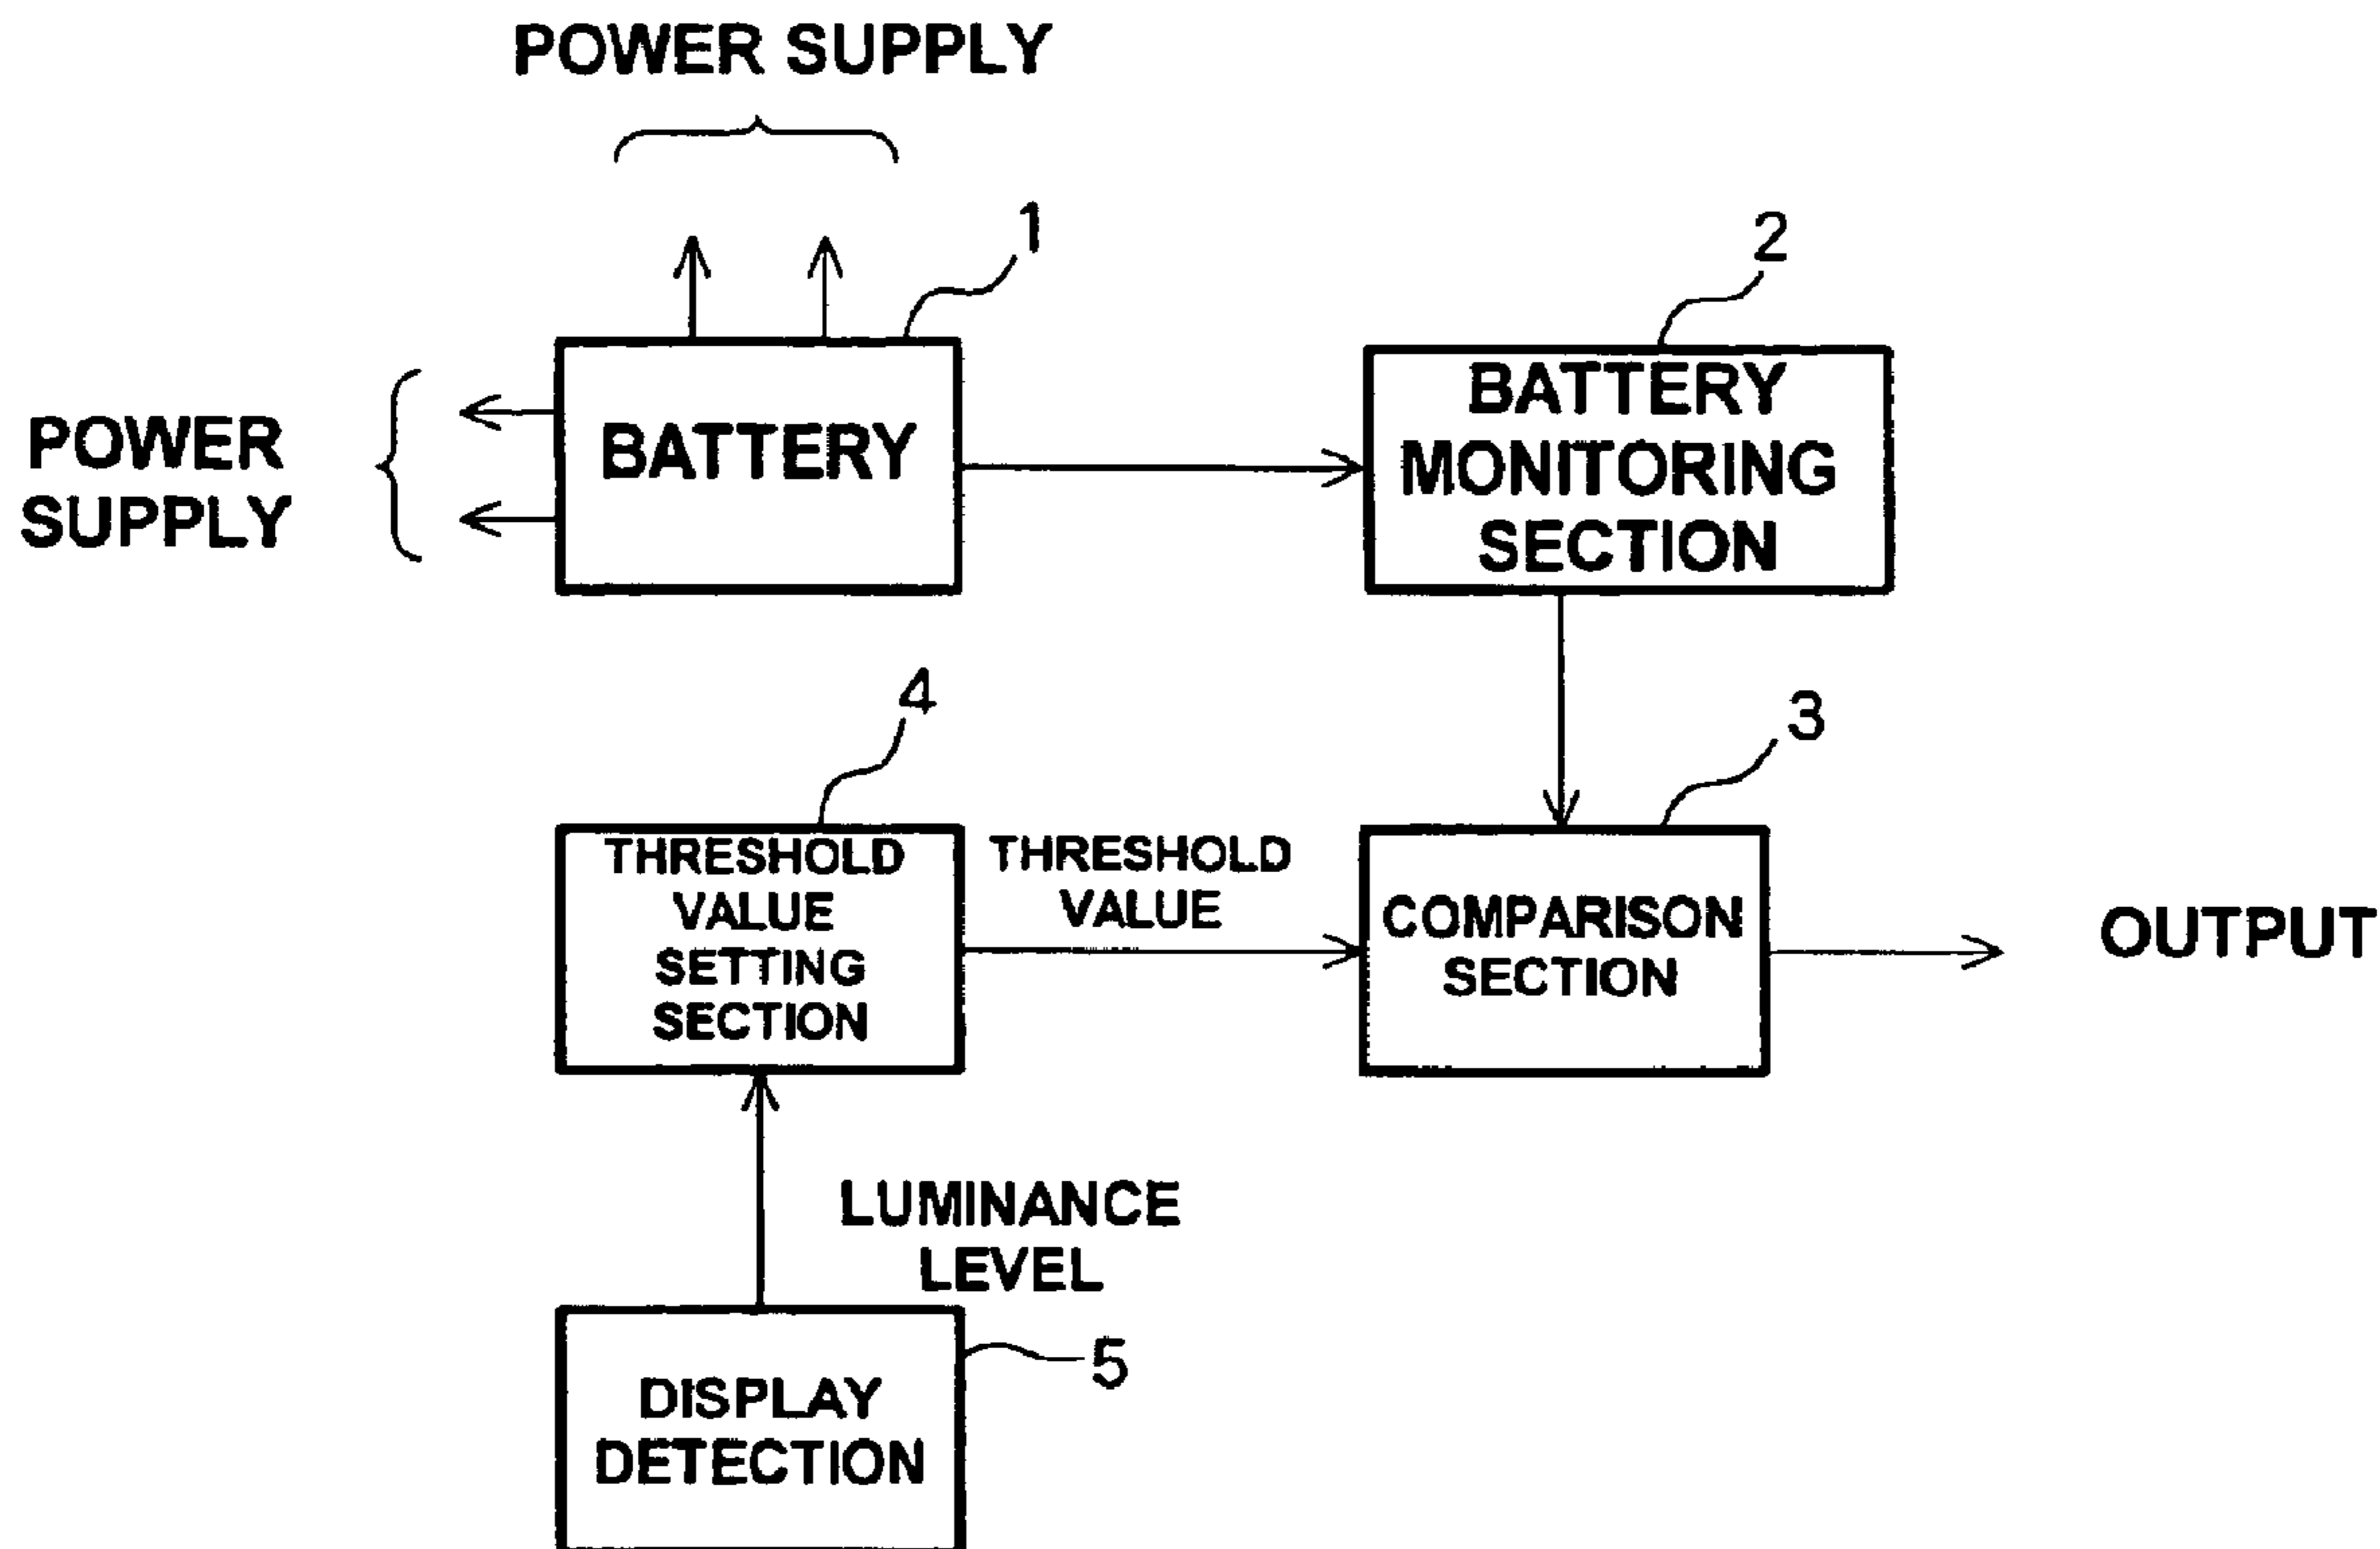 POWER SUPPLY
1
2
POWER
SUPPLY
BATTERY
BATTERY
MONITORING
SECTION
4
3
THRESHOLD
VALUE
SETTING
SECTION
THRESHOLD
VALUE
COMPARISON
SECTION
OUTPUT
LUMINANCE
LEVEL
5
DISPLAY
DETECTION